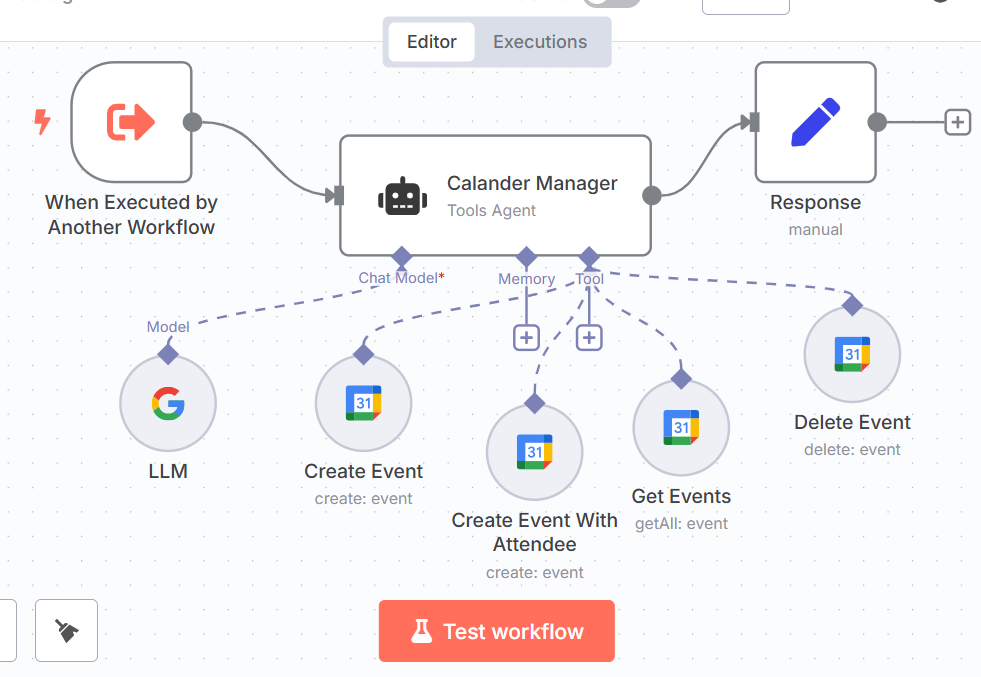 Editor
Executions
When Executed by
Another Workflow
Calander Manager
Tools Agent
Response
manual
Chat Model*
Memory
Tool
Model
LLM
31
Create Event
create: event
31
Create Event With
Attendee
create: event
31
Get Events
getAll: event
31
Delete Event
delete: event
Test workflow